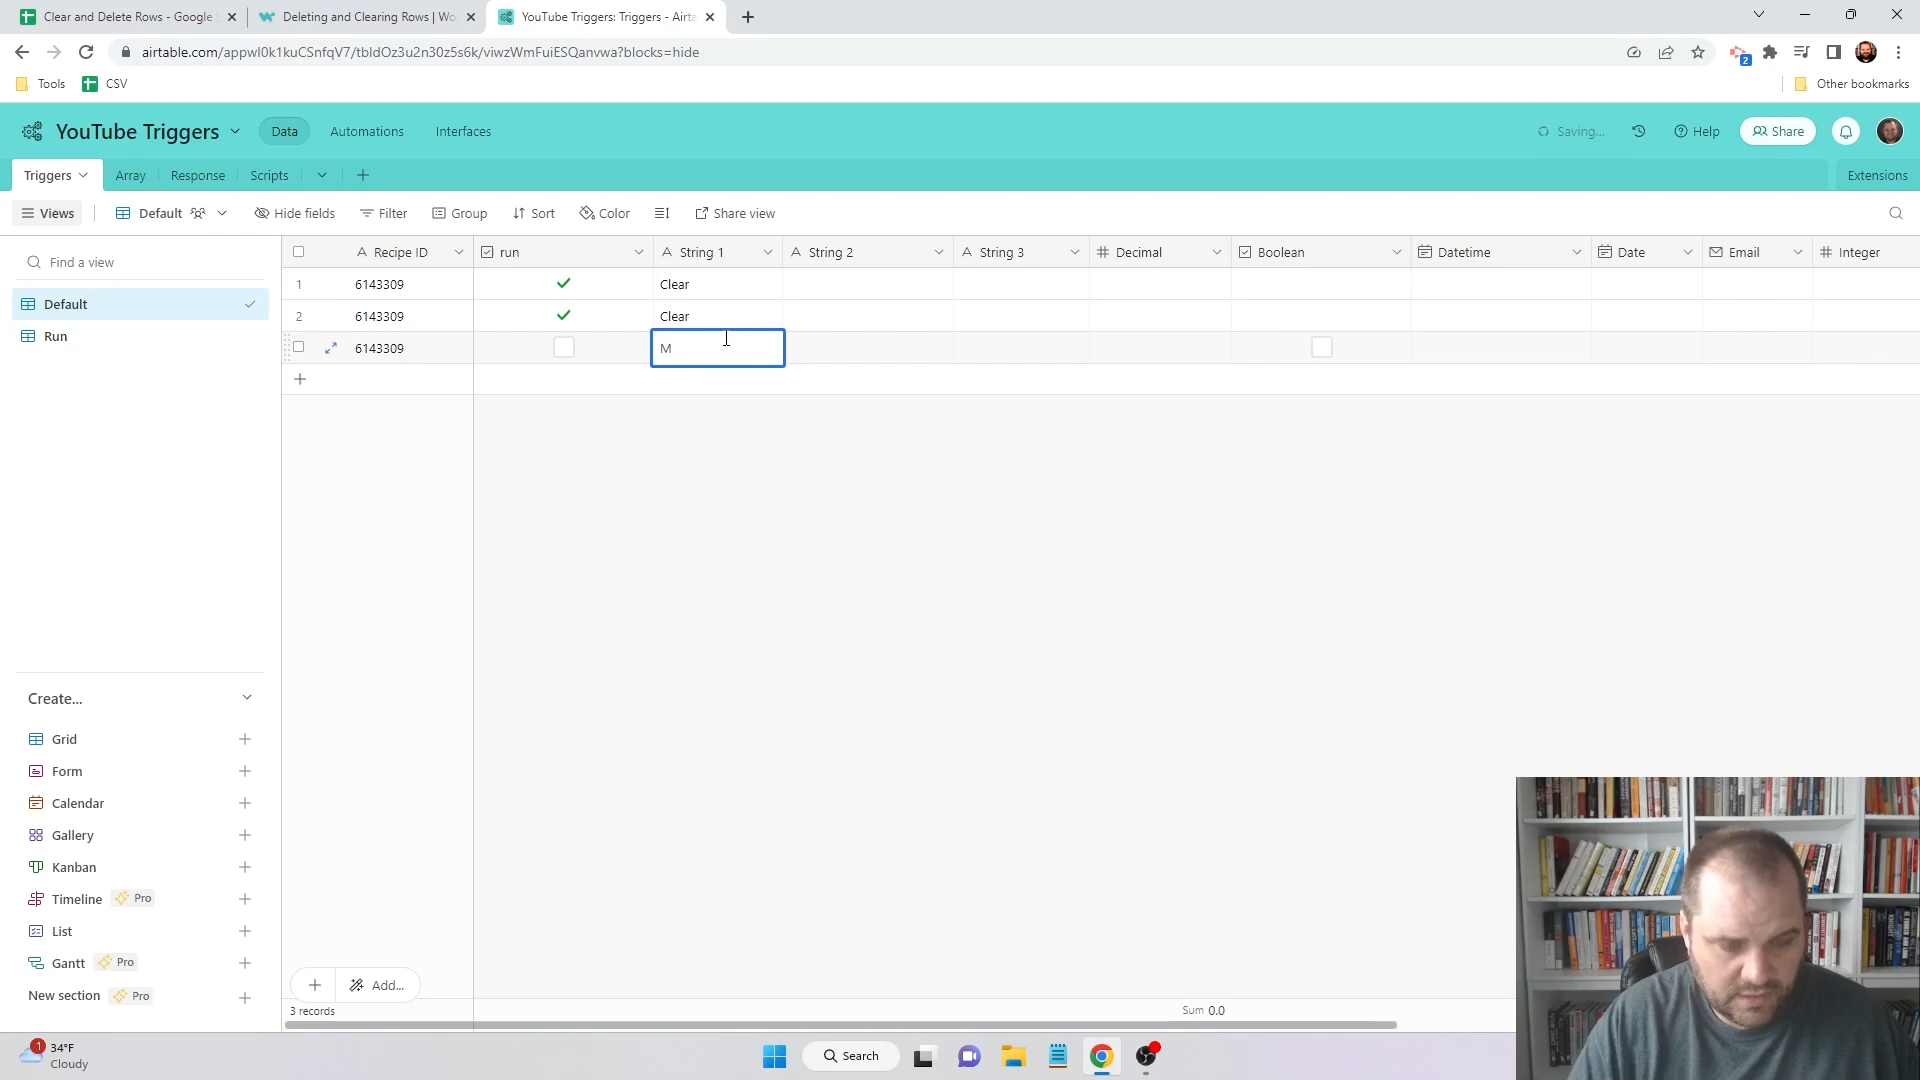 Clear and Delete Rows - Google
Deleting and Clearing Rows | Wo
YouTube Triggers: Triggers - Airta
airtable.com/appwI0k1kuCSnfqV7/tbldOz3u2n30z5s6k/viwzWmFuiESQanvwa?blocks=hide
2
Tools
CSV
Other bookmarks
YouTube Triggers
Data
Automations
Interfaces
Saving...
Help
Share
Triggers
Array
Response
Scripts
Extensions
Views
Default
Hide fields
Filter
Group
Sort
Color
Share view
Find a view
Recipe ID
run
String 1
String 2
String 3
Decimal
Boolean
Datetime
Date
Email
Integer
1
6143309
Clear
2
6143309
Clear
6143309
M
Default
Run
Create...
Grid
Form
Calendar
Gallery
Kanban
Timeline Pro
List
Gantt Pro
New section Pro
Add...
3 records
Sum 0.0
1
34°F
Cloudy
Search